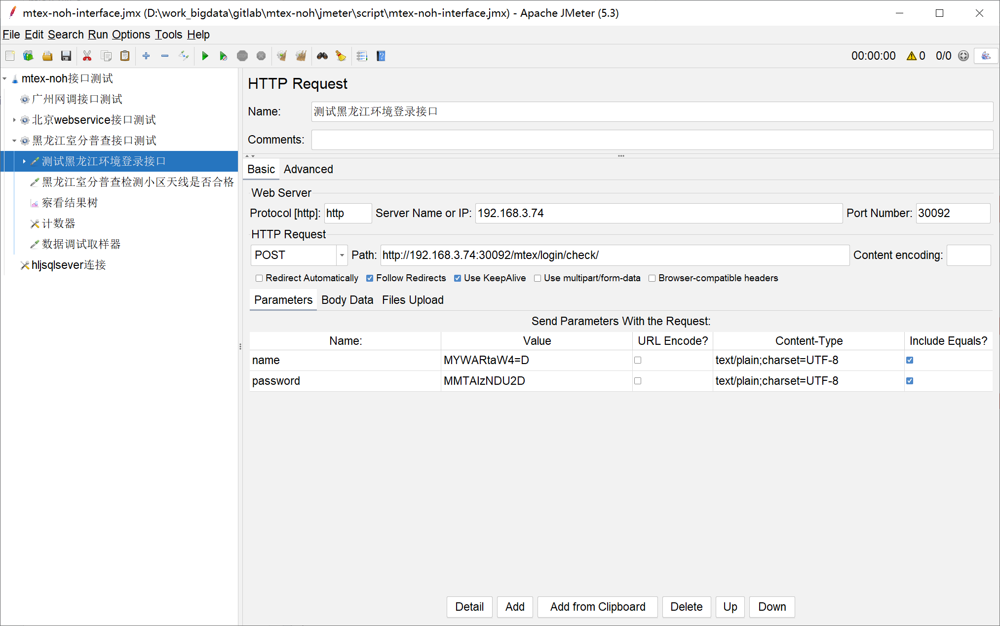 mtex-noh-interface.jmx (D:\work_bigdata\gitlab\mtex-noh\jmeter\script\mtex-noh-interface.jmx) - Apache JMeter (5.3)
File Edit Search Run Options Tools Help
00:00:00 0 0/0
mtex-noh接口测试
广州网调接口测试
北京webservice接口测试
黑龙江室分普查接口测试
测试黑龙江环境登录接口
黑龙江室分普查检测小区天线是否合格
察看结果树
计数器
数据调试取样器
hljsqlsever连接
HTTP Request
Name: 测试黑龙江环境登录接口
Comments:
Basic Advanced
Web Server
Protocol [http]: http Server Name or IP: 192.168.3.74 Port Number: 30092
HTTP Request
POST Path: http://192.168.3.74:30092/mtex/login/check/ Content encoding:
Redirect Automatically Follow Redirects Use KeepAlive Use multipart/form-data Browser-compatible headers
Parameters Body Data Files Upload
Send Parameters With the Request:
Name: Value URL Encode? Content-Type Include Equals?
name MYWARtaW4=D text/plain;charset=UTF-8
password MMTAIzNDU2D text/plain;charset=UTF-8
Detail Add Add from Clipboard Delete Up Down